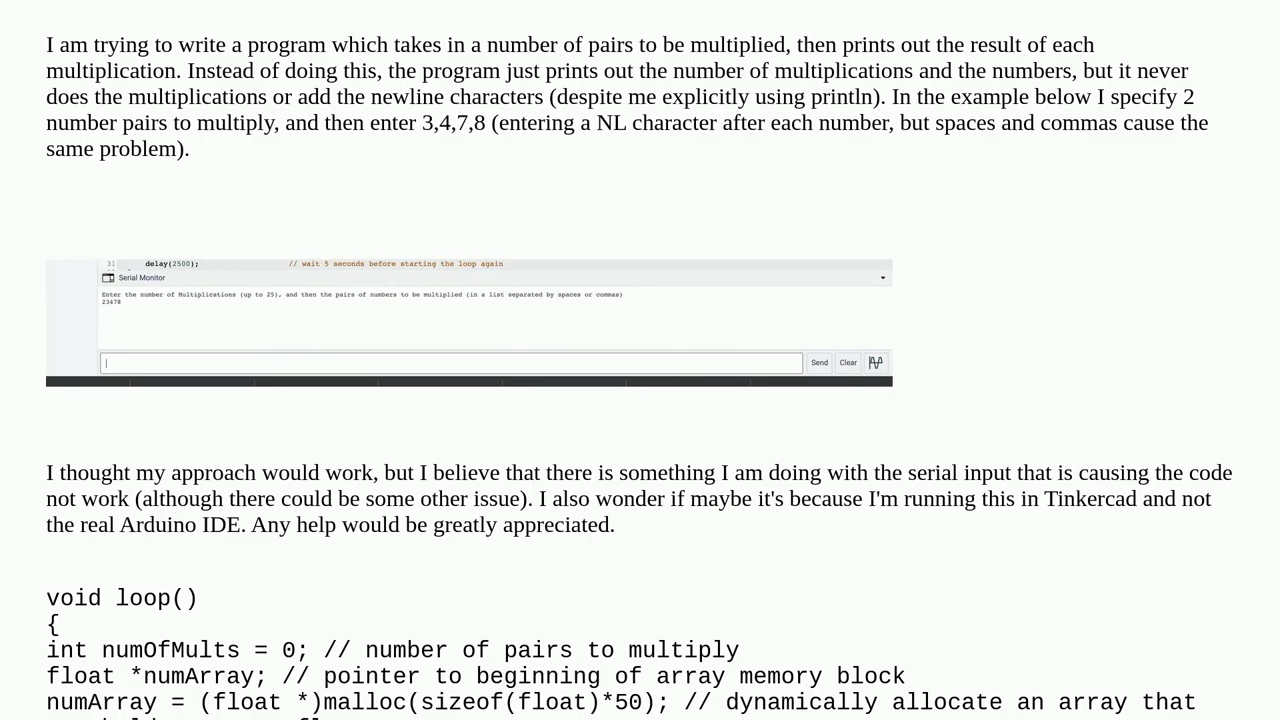 I am trying to write a program which takes in a number of pairs to be multiplied, then prints out the result of each
multiplication. Instead of doing this, the program just prints out the number of multiplications and the numbers, but it never
does the multiplications or add the newline characters (despite me explicitly using println). In the example below I specify 2
number pairs to multiply, and then enter 3,4,7,8 (entering a NL character after each number, but spaces and commas cause the
same problem).
31 delay(2500); // wait 5 seconds before starting the loop again
Serial Monitor
Enter the number of Multiplications (up to 25), and then the pairs of numbers to be multiplied (in a list separated by spaces or commas)
23478
Send Clear
I thought my approach would work, but I believe that there is something I am doing with the serial input that is causing the code
not work (although there could be some other issue). I also wonder if maybe it's because I'm running this in Tinkercad and not
the real Arduino IDE. Any help would be greatly appreciated.
void loop()
{
int numOfMults = 0; // number of pairs to multiply
float *numArray; // pointer to beginning of array memory block
numArray = (float *)malloc(sizeof(float)*50); // dynamically allocate an array that